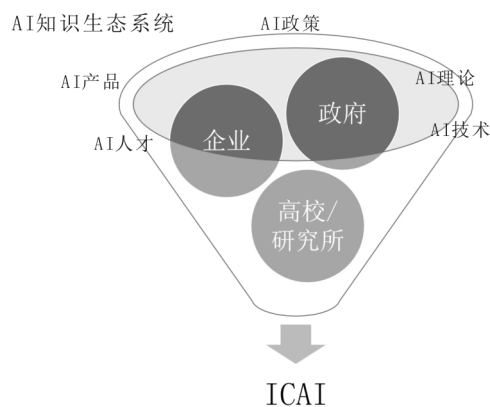 AI知识生态系统
AI政策
AI产品
AI理论
AI人才
AI技术
企业
政府
高校/
研究所
ICAI